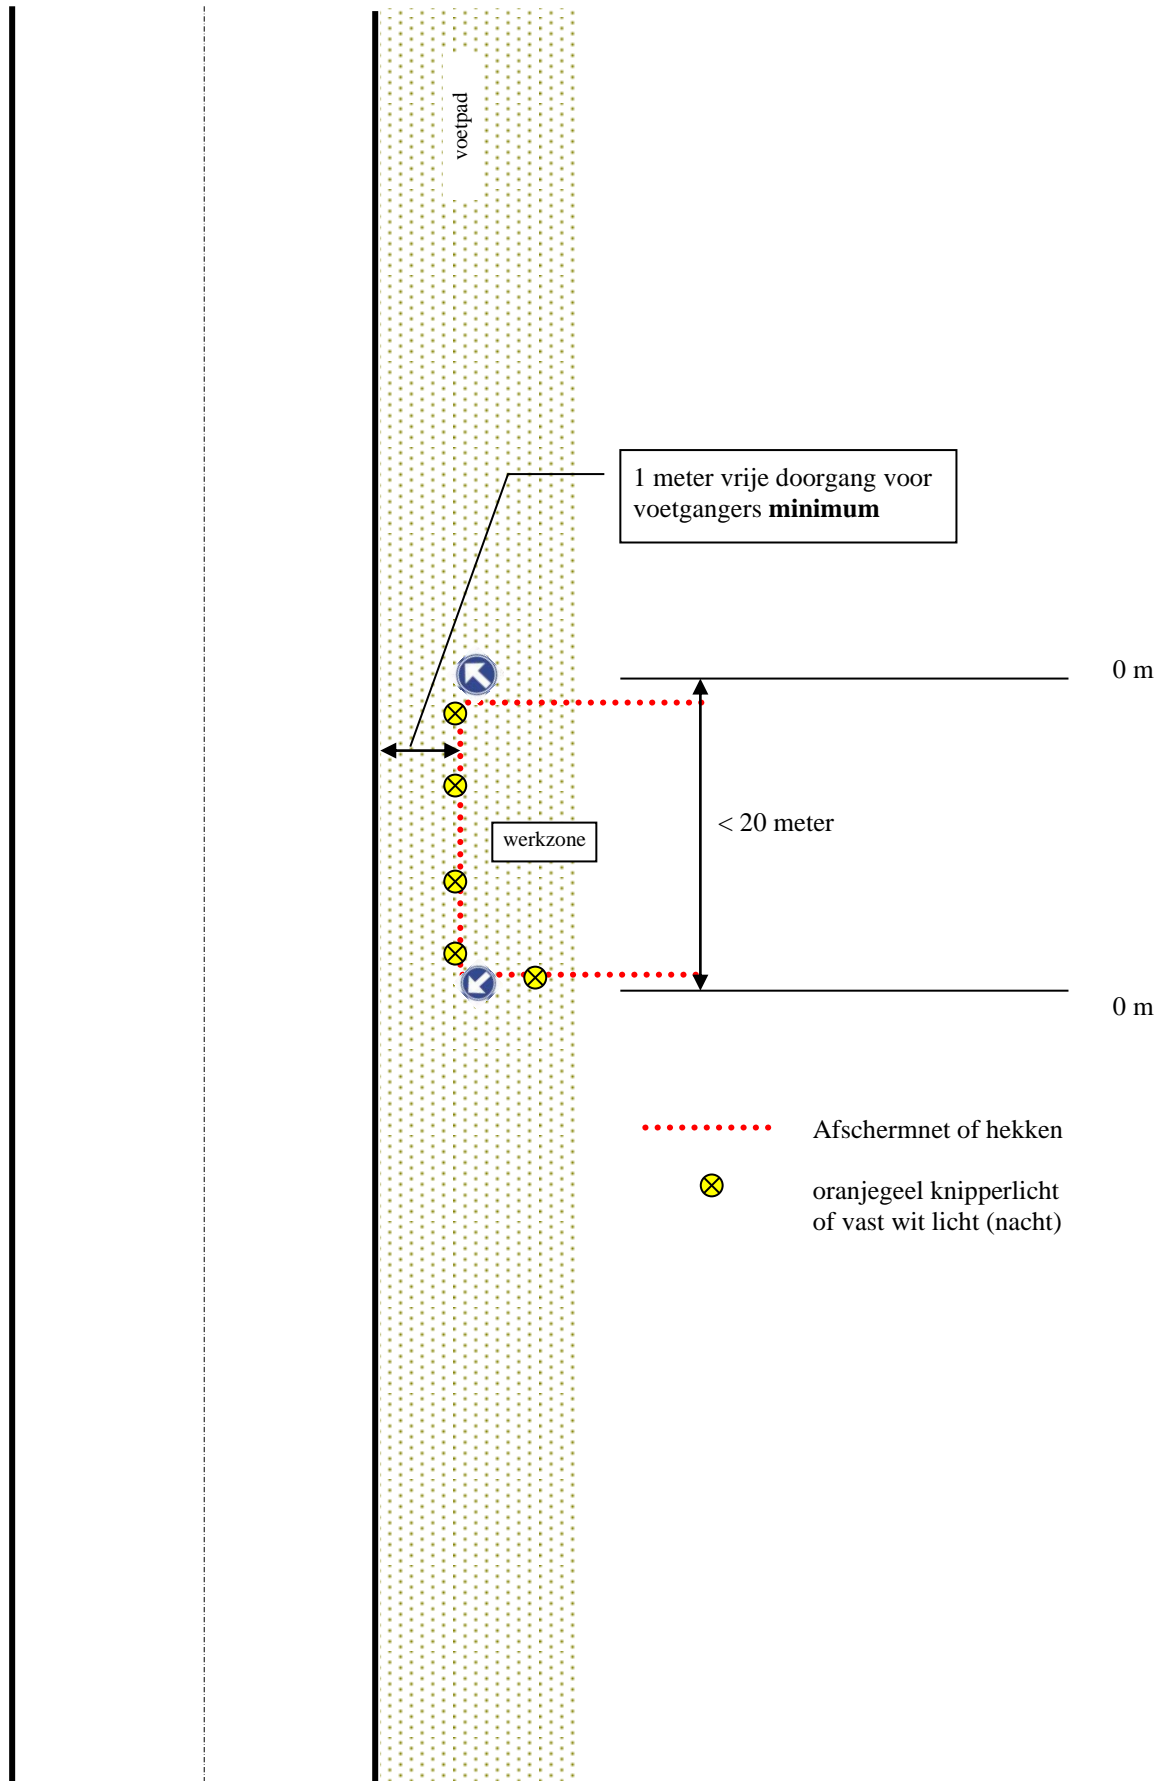 voetpad
1 meter vrije doorgang voor
voetgangers minimum
0 m
< 20 meter
werkzone
0 m
Afschermnet of hekken
oranjegeel knipperlicht
of vast wit licht (nacht)